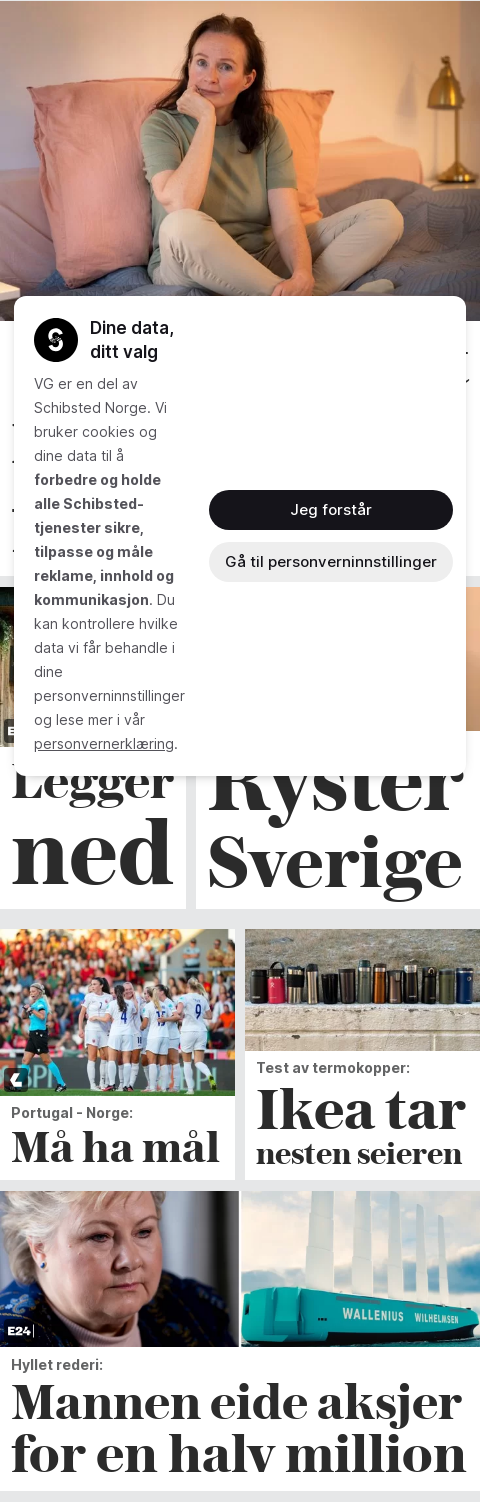 Dine data,
ditt valg
VG er en del av
Schibsted Norge. Vi
bruker cookies og
dine data til å
forbedre og holde
alle Schibsted-
tjenester sikre,
tilpasse og måle
reklame, innhold og
kommunikasjon. Du
kan kontrollere hvilke
data vi får behandle i
dine
personverninnstillinger
og lese mer i vår
personvernerklæring.
Jeg forstår
Gå til personverninnstillinger
Legger
ned
Ryster
Sverige
4
9
BPI
Portugal - Norge:
Må ha mål
Test av termokopper:
Ikea tar
nesten seieren
E24
WALLENIUS WILHELMSEN
Hyllet rederi:
Mannen eide aksjer
for en halv million